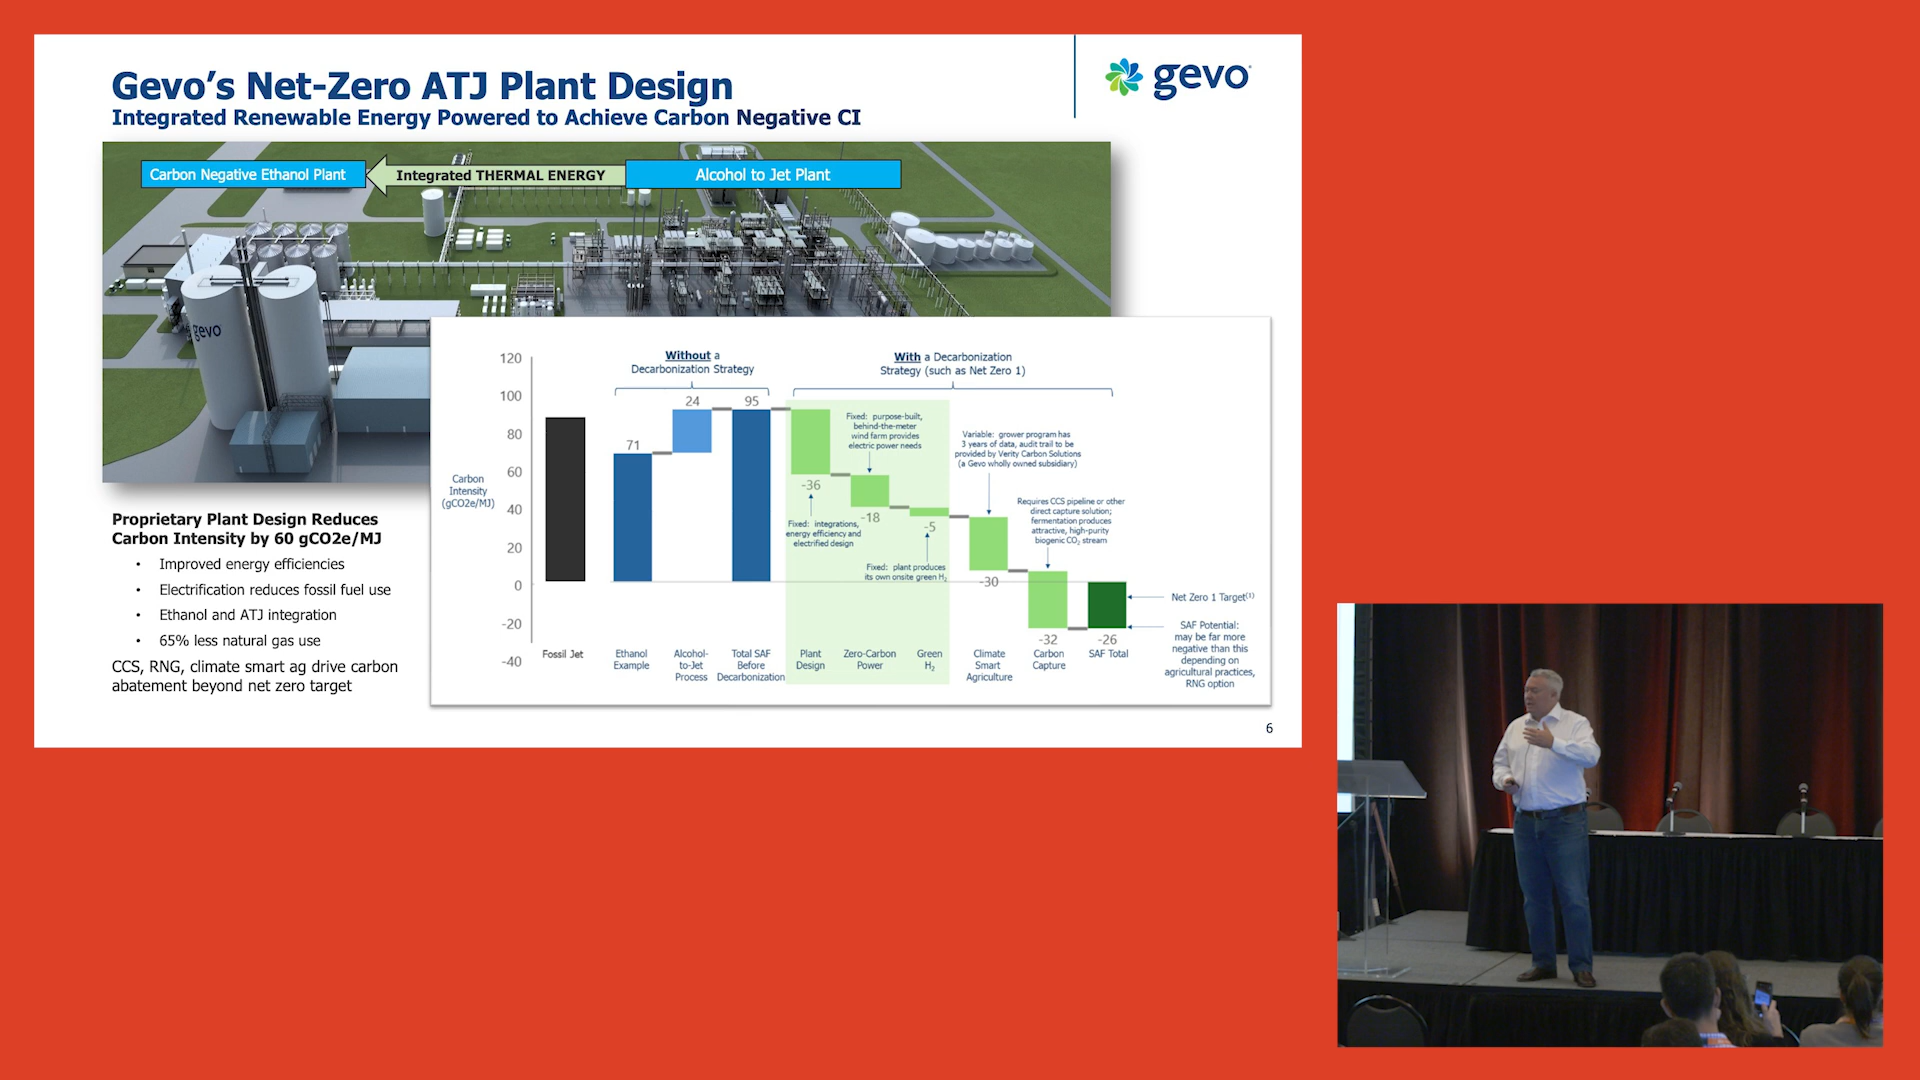 Gevo’s Net-Zero ATJ Plant Design
Integrated Renewable Energy Powered to Achieve Carbon Negative CI
gevo
Carbon Negative Ethanol Plant
Integrated THERMAL ENERGY
Alcohol to Jet Plant
gevo
Proprietary Plant Design Reduces
Carbon Intensity by 60 gCO2e/MJ
• Improved energy efficiencies
• Electrification reduces fossil fuel use
• Ethanol and ATJ integration
• 65% less natural gas use
CCS, RNG, climate smart ag drive carbon
abatement beyond net zero target
Without a
Decarbonization Strategy
With a Decarbonization
Strategy (such as Net Zero 1)
Carbon
Intensity
(gCO2e/MJ)
120
100
80
60
40
20
0
-20
-40
71
24
95
-36
-18
-5
-30
-32
-26
Fixed: integrations,
energy efficiency and
electrified design
Fixed: purpose-built,
behind-the-meter
wind farm provides
electric power needs
Fixed: plant produces
its own onsite green H₂
Variable: grower program has
3 years of data, audit trail to be
provided by Verity Carbon Solutions
(a Gevo wholly owned subsidiary)
Requires CCS pipeline or other
direct capture solution;
fermentation produces
attractive, high-purity
biogenic CO₂ stream
Net Zero 1 Target⁽¹⁾
SAF Potential:
may be far more
negative than this
depending on
agricultural practices,
RNG option
Fossil Jet
Ethanol
Example
Alcohol-
to-Jet
Process
Total SAF
Before
Decarbonization
Plant
Design
Zero-Carbon
Power
Green
H₂
Climate
Smart
Agriculture
Carbon
Capture
SAF Total
6